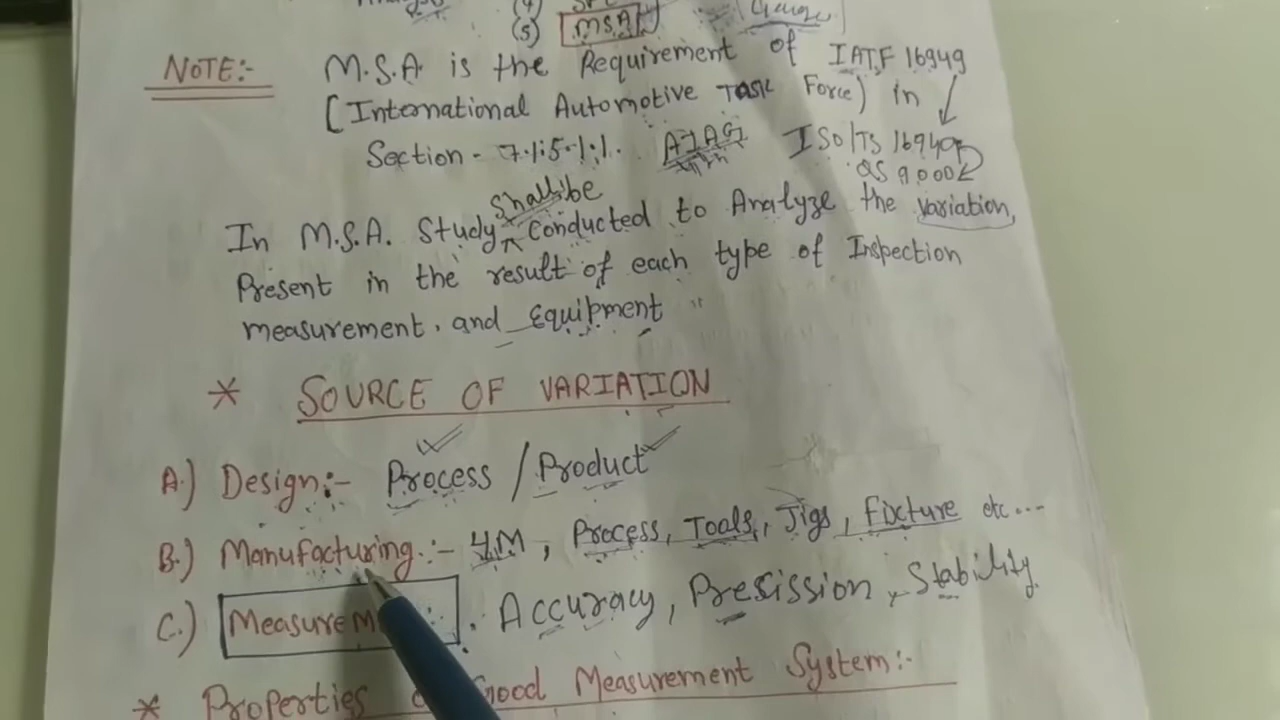 (4)
(5) MSA
NOTE:- M.S.A. is the Requirement of IATF 16949
[International Automotive Task Force) in
Section - 7.1.5.1.1. AIAG ISO/TS 16949
QS 9000
Shall be
In M.S.A. Study conducted to Analyze the variation,
Present in the result of each type of Inspection
measurement. and Equipment "
* SOURCE OF VARIATION
A.) Design:- Process / Product
B.) Manufacturing:- 4M, Process, Tools, Jigs, Fixture etc...
C.) Accuracy, Presission, Stability
* Properties Good Measurement System:-